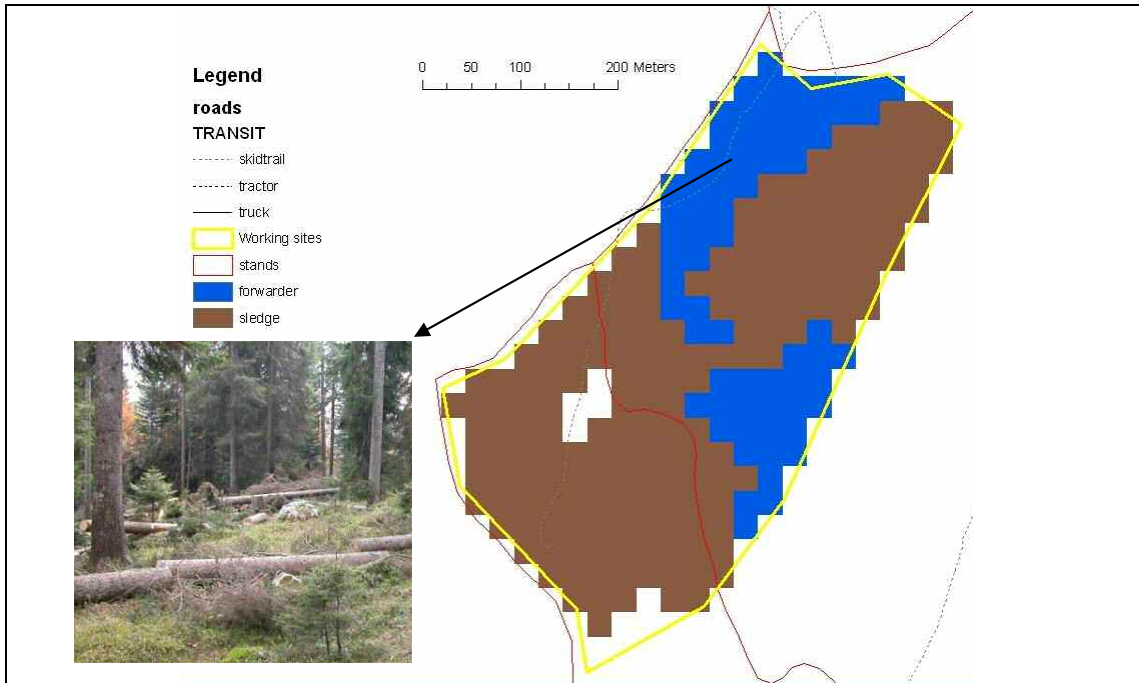 Legend
roads
TRANSIT
skidtrail
tractor
truck
Working sites
stands
forwarder
sledge
0 50 100 200 Meters